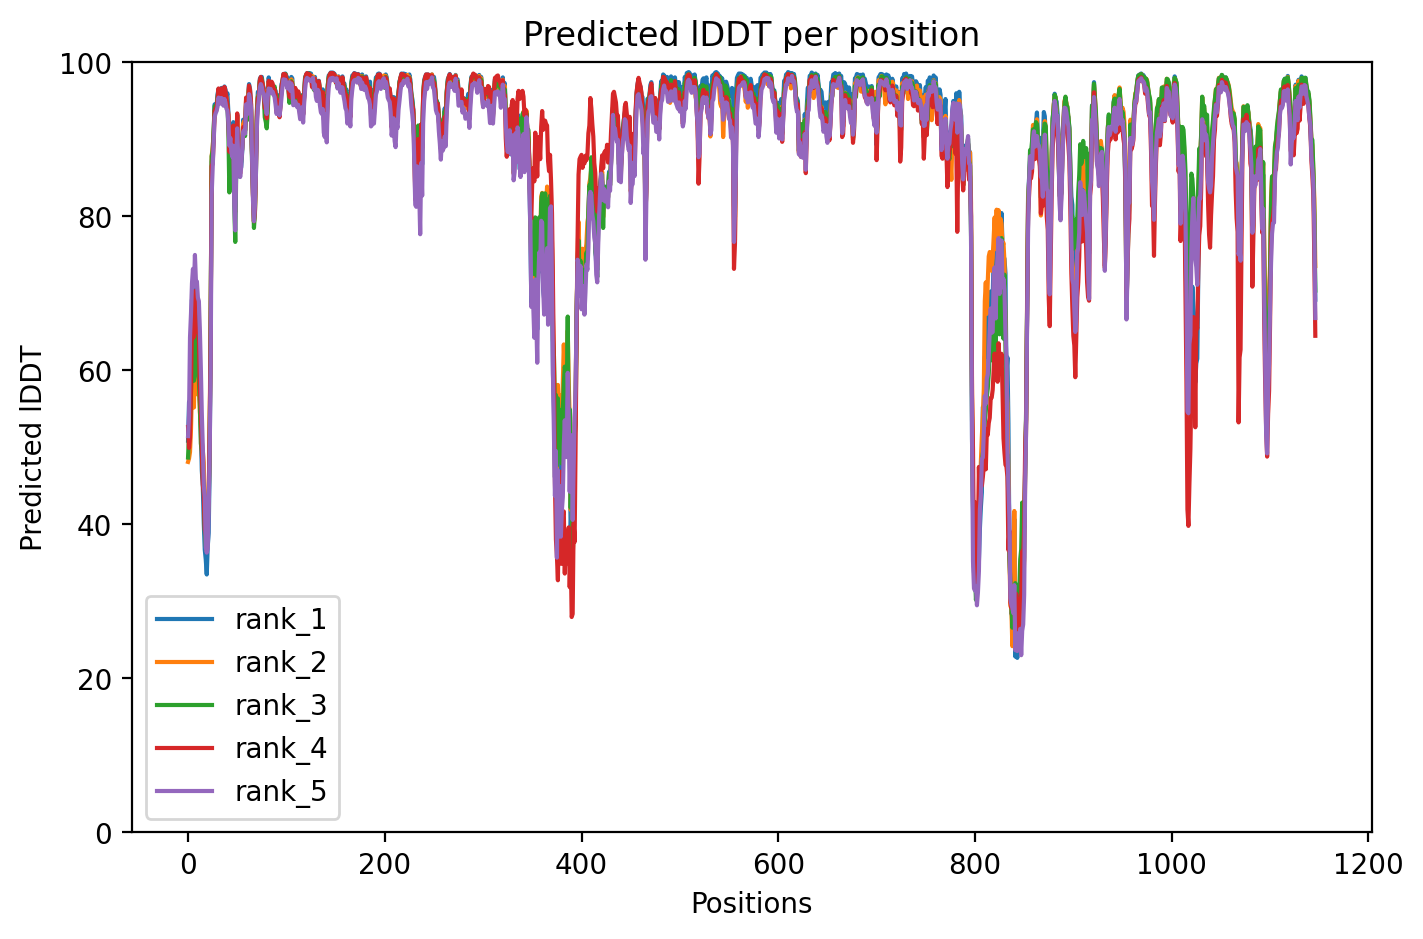 Predicted lDDT per position
100
80
60
40
20
0
Predicted lDDT
rank_1
rank_2
rank_3
rank_4
rank_5
0 200 400 600 800 1000 1200
Positions